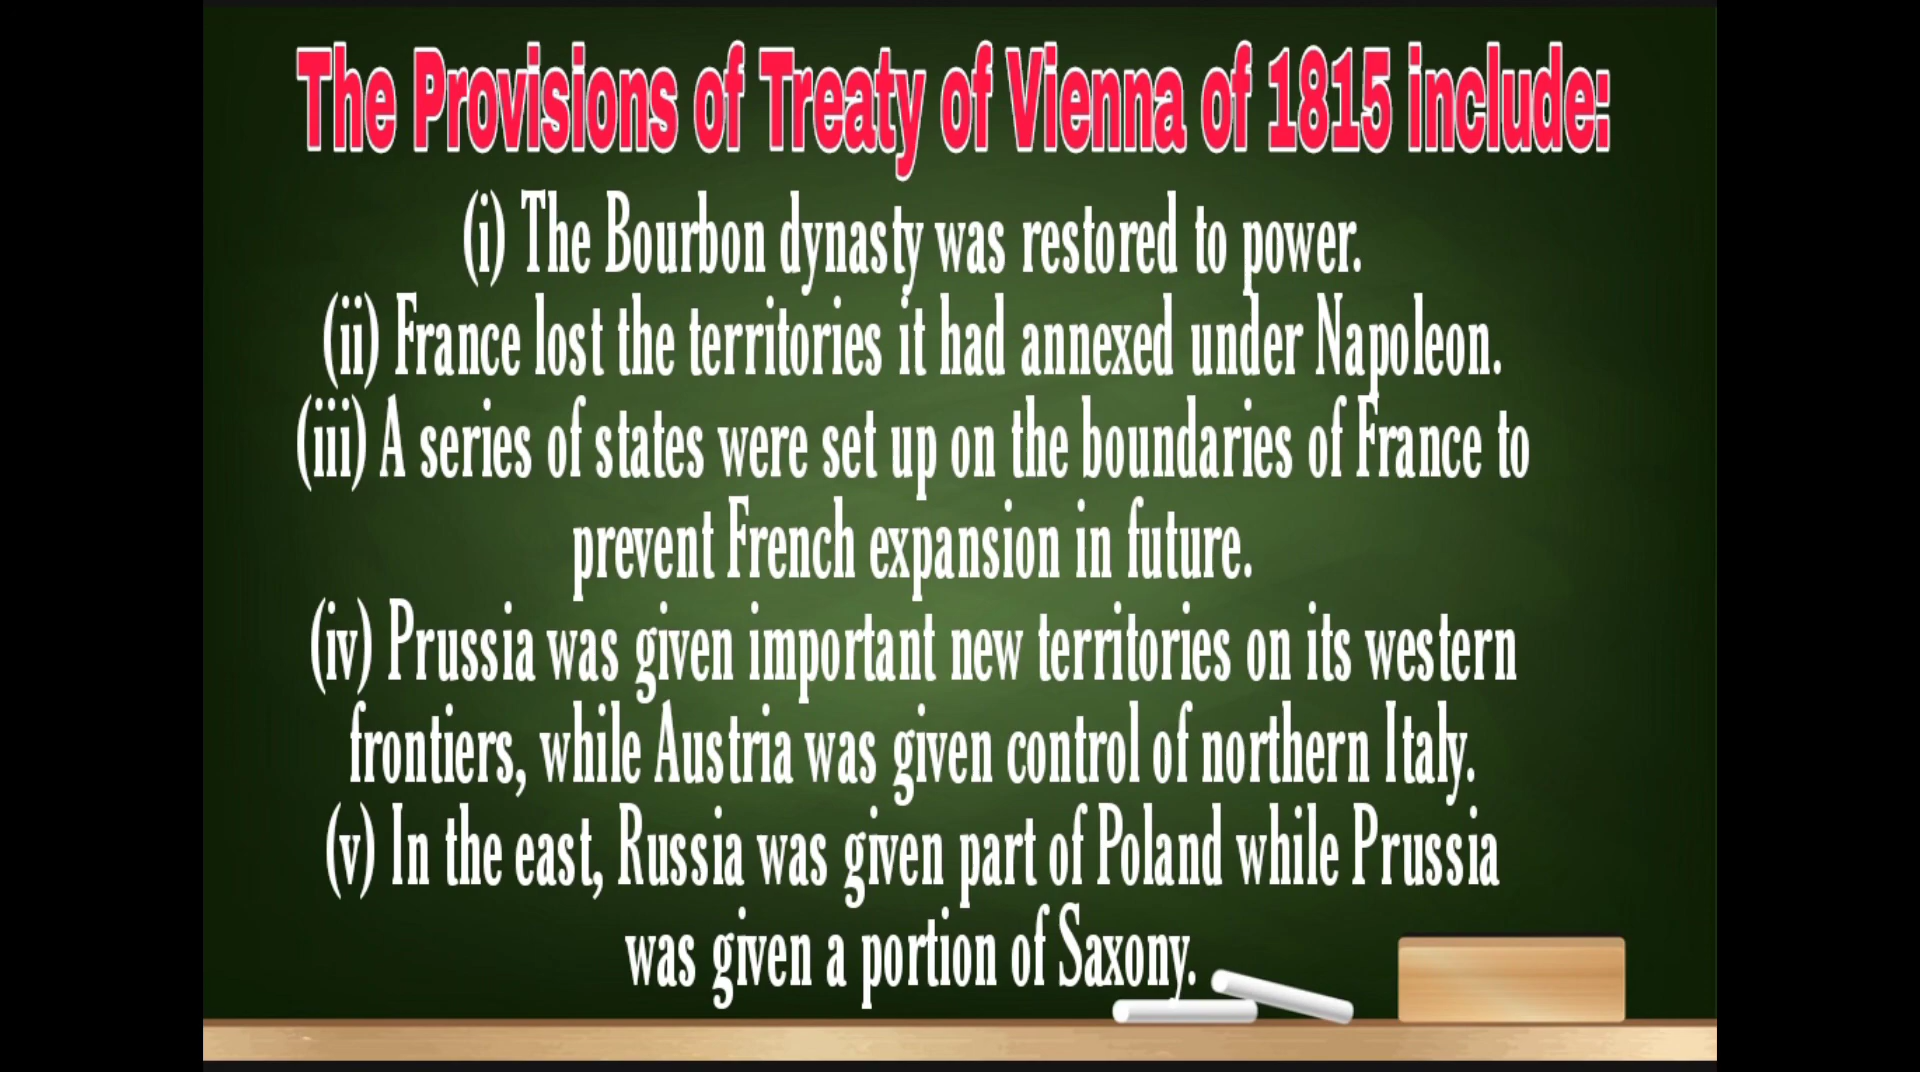 The Provisions of Treaty of Vienna of 1815 include:
(i) The Bourbon dynasty was restored to power.
(ii) France lost the territories it had annexed under Napoleon.
(iii) A series of states were set up on the boundaries of France to
prevent French expansion in future.
(iv) Prussia was given important new territories on its western
frontiers, while Austria was given control of northern Italy.
(v) In the east, Russia was given part of Poland while Prussia
was given a portion of Saxony.